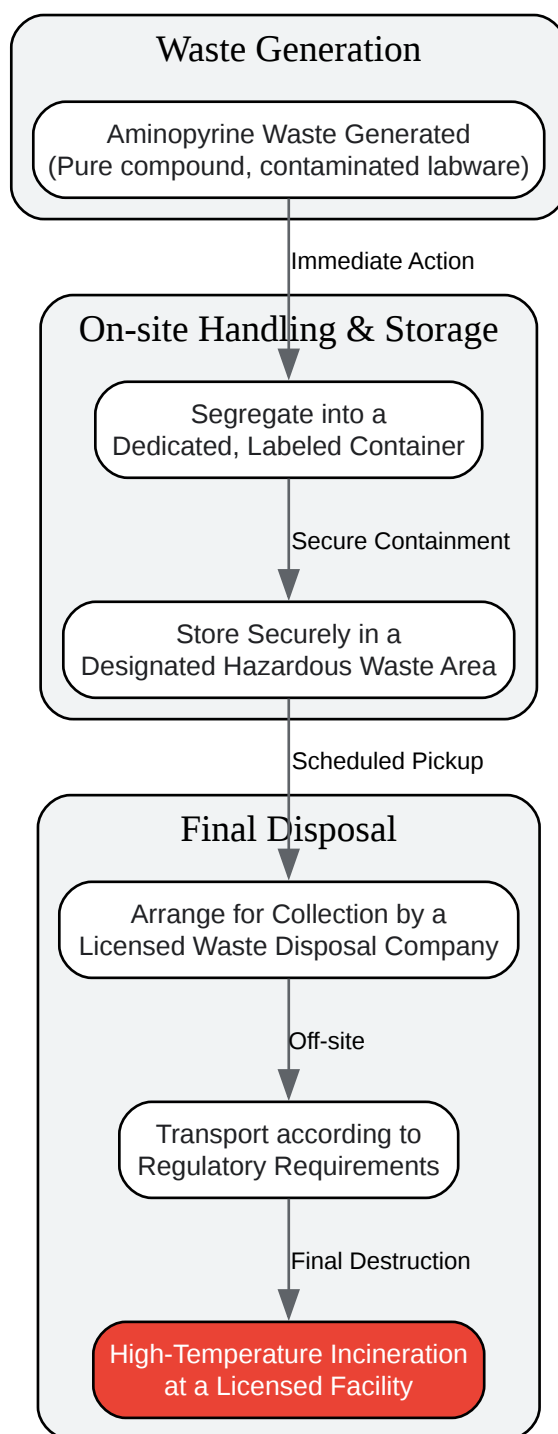 Waste Generation
Aminopyrine Waste Generated
(Pure compound, contaminated labware)
Immediate Action
On-site Handling & Storage
Segregate into a
Dedicated, Labeled Container
Secure Containment
Store Securely in a
Designated Hazardous Waste Area
Scheduled Pickup
Final Disposal
Arrange for Collection by a
Licensed Waste Disposal Company
Off-site
Transport according to
Regulatory Requirements
Final Destruction
High-Temperature Incineration
at a Licensed Facility